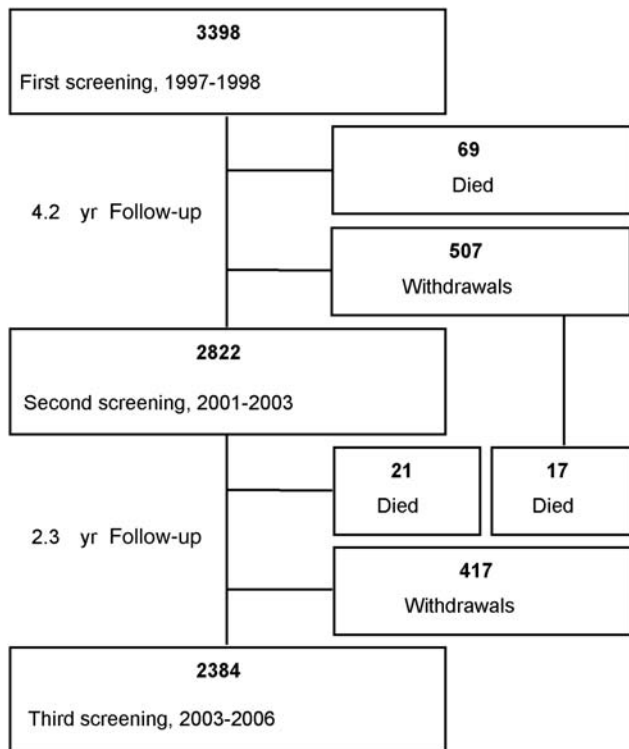 3398
First screening, 1997-1998
69
Died
4.2 yr Follow-up
507
Withdrawals
2822
Second screening, 2001-2003
21
Died
17
Died
2.3 yr Follow-up
417
Withdrawals
2384
Third screening, 2003-2006